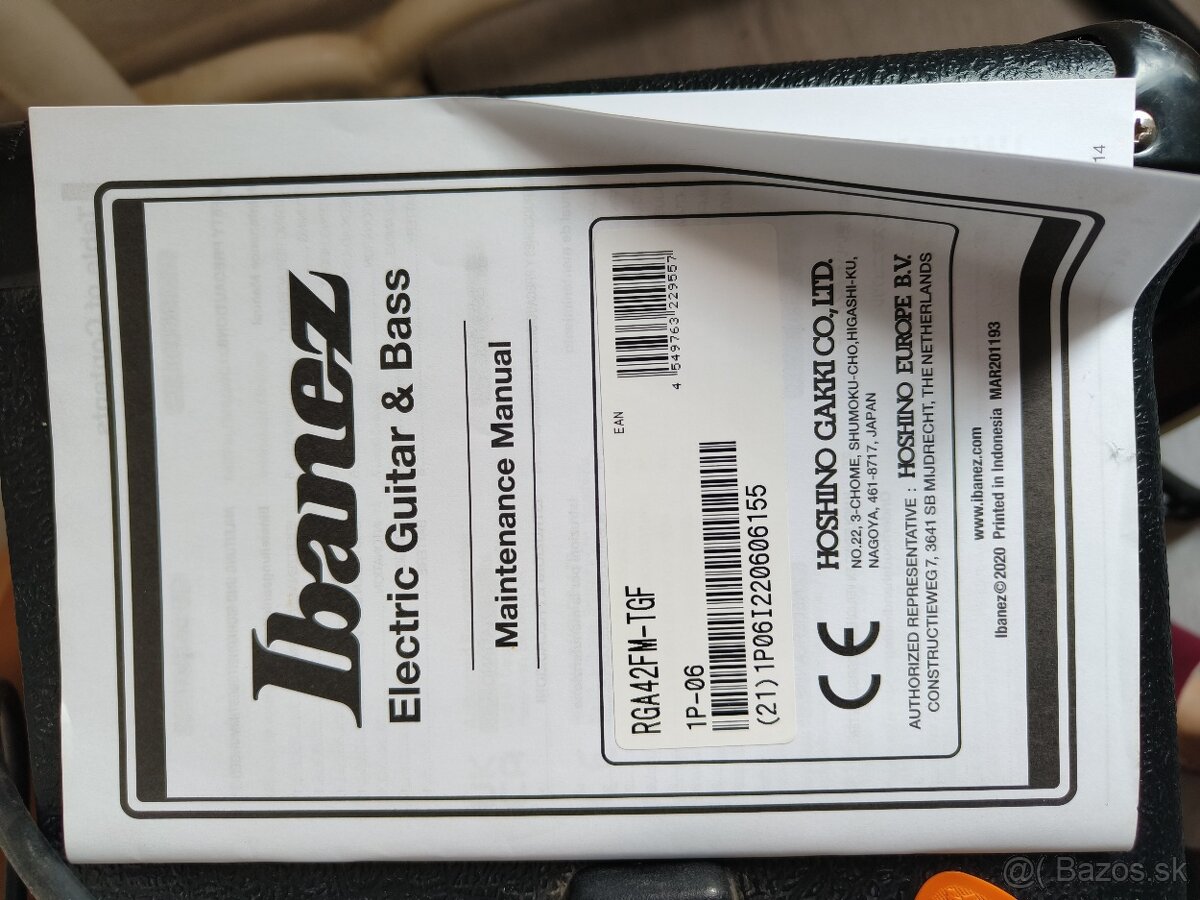 Ibanez
Electric Guitar & Bass
Maintenance Manual
RGA42FM-TGF
EAN
1P-06
4 549763 229557
(21)1P06I220606155
HOSHINO GAKKI CO.,LTD.
NO.22, 3-CHOME, SHUMOKU-CHO,HIGASHI-KU,
NAGOYA, 461-8717, JAPAN
CE
AUTHORIZED REPRESENTATIVE : HOSHINO EUROPE B.V.
CONSTRUCTIEWEG 7, 3641 SB MIJDRECHT, THE NETHERLANDS
www.ibanez.com
Ibanez©2020 Printed in Indonesia MAR201193
14
@( Bazos.sk